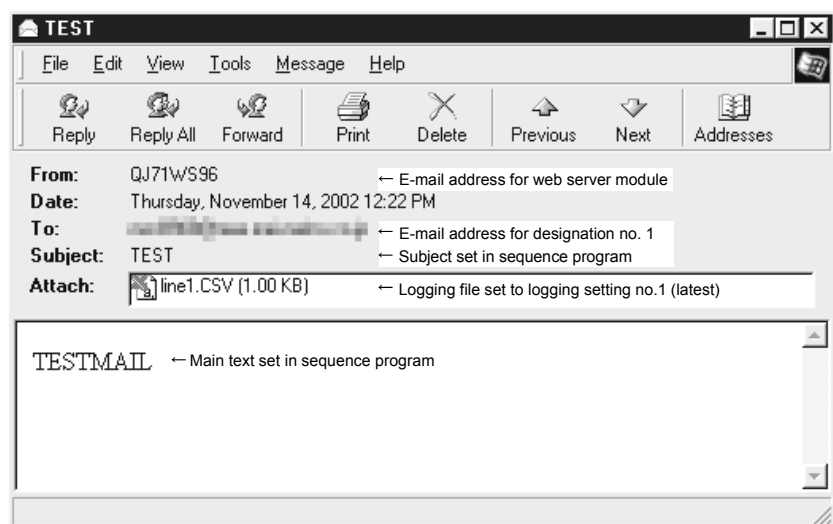 TEST
File Edit View Tools Message Help
Reply Reply All Forward Print Delete Previous Next Addresses
From: QJ71WS96 ← E-mail address for web server module
Date: Thursday, November 14, 2002 12:22 PM
To: ← E-mail address for designation no. 1
Subject: TEST ← Subject set in sequence program
Attach: line1.CSV (1.00 KB) ← Logging file set to logging setting no.1 (latest)
TESTMAIL ← Main text set in sequence program